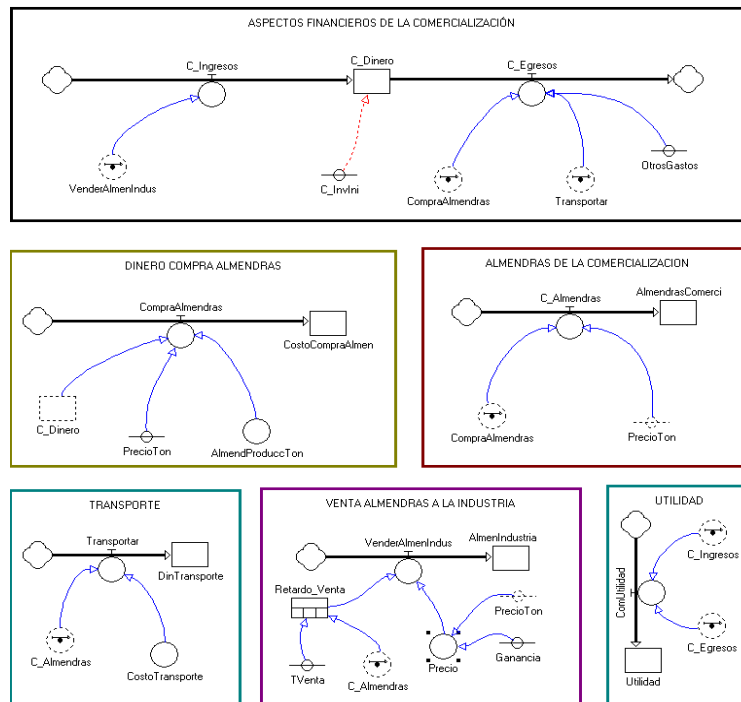 ASPECTOS FINANCIEROS DE LA COMERCIALIZACIÓN
C_Ingresos
C_Dinero
C_Egresos
VenderAlmenIndus
C_InvIni
CompraAlmendras
Transportar
OtrosGastos
DINERO COMPRA ALMENDRAS
CompraAlmendras
CostoCompraAlmen
C_Dinero
PrecioTon
AlmendProduccTon
ALMENDRAS DE LA COMERCIALIZACION
C_Almendras
AlmendrasComerci
CompraAlmendras
PrecioTon
TRANSPORTE
Transportar
DinTransporte
C_Almendras
CostoTransporte
VENTA ALMENDRAS A LA INDUSTRIA
VenderAlmenIndus
AlmenIndustria
Retardo_Venta
PrecioTon
TVenta
C_Almendras
Precio
Ganancia
UTILIDAD
C_Ingresos
ComUtilidad
C_Egresos
Utilidad